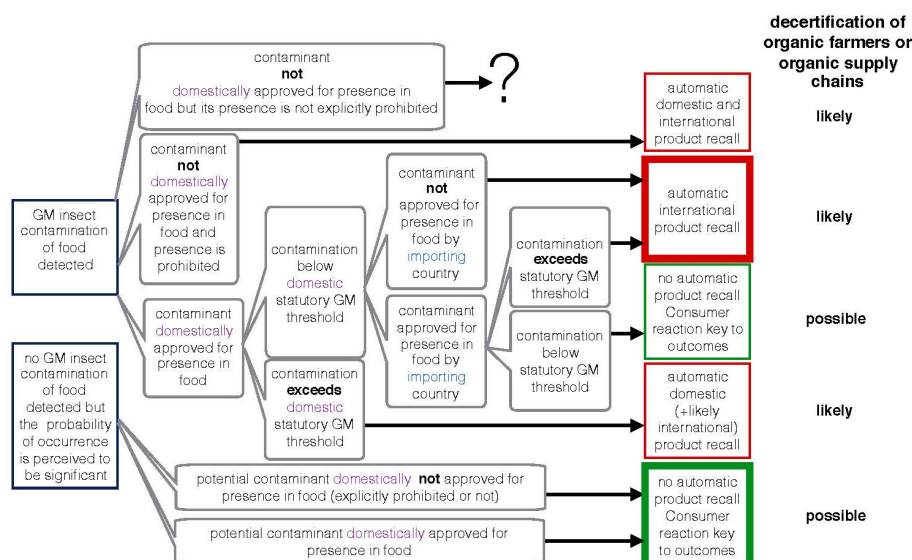 decertification of
organic farmers or
organic supply
chains
contaminant
not
domestically approved for presence in
food but its presence is not explicitly prohibited
?
automatic
domestic and
international
product recall
likely
contaminant
not
domestically
approved for
presence in
food and
presence is
prohibited
contaminant
not
approved for
presence in
food by
importing
country
automatic
international
product recall
likely
GM insect
contamination
of food
detected
contamination
below
domestic
statutory GM
threshold
contamination
exceeds
statutory GM
threshold
contaminant
domestically
approved for
presence in
food
contaminant
approved for
presence in
food by
importing
country
contamination
below
statutory GM
threshold
no automatic
product recall
Consumer
reaction key to
outcomes
possible
no GM insect
contamination
of food
detected but
the probability
of occurrence
is perceived to
be significant
contamination
exceeds
domestic
statutory GM
threshold
automatic
domestic
(+likely
international)
product recall
likely
potential contaminant domestically not approved for
presence in food (explicitly prohibited or not)
potential contaminant domestically approved for
presence in food
no automatic
product recall
Consumer
reaction key
to outcomes
possible